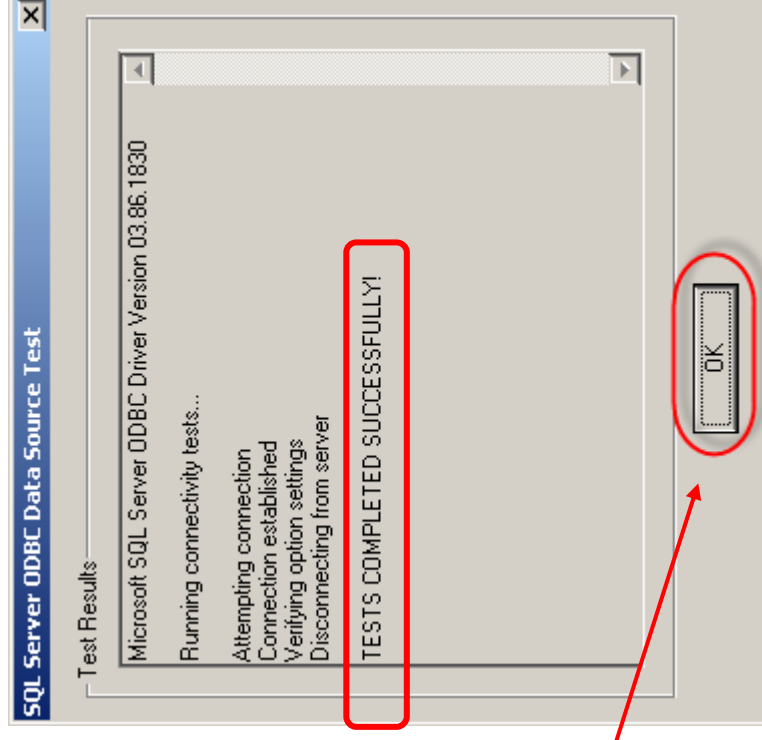 SQL Server ODBC Data Source Test
Test Results
Microsoft SQL Server ODBC Driver Version 03.86.1830
Running connectivity tests...
Attempting connection
Connection established
Verifying option settings
Disconnecting from server
TESTS COMPLETED SUCCESSFULLY!
OK